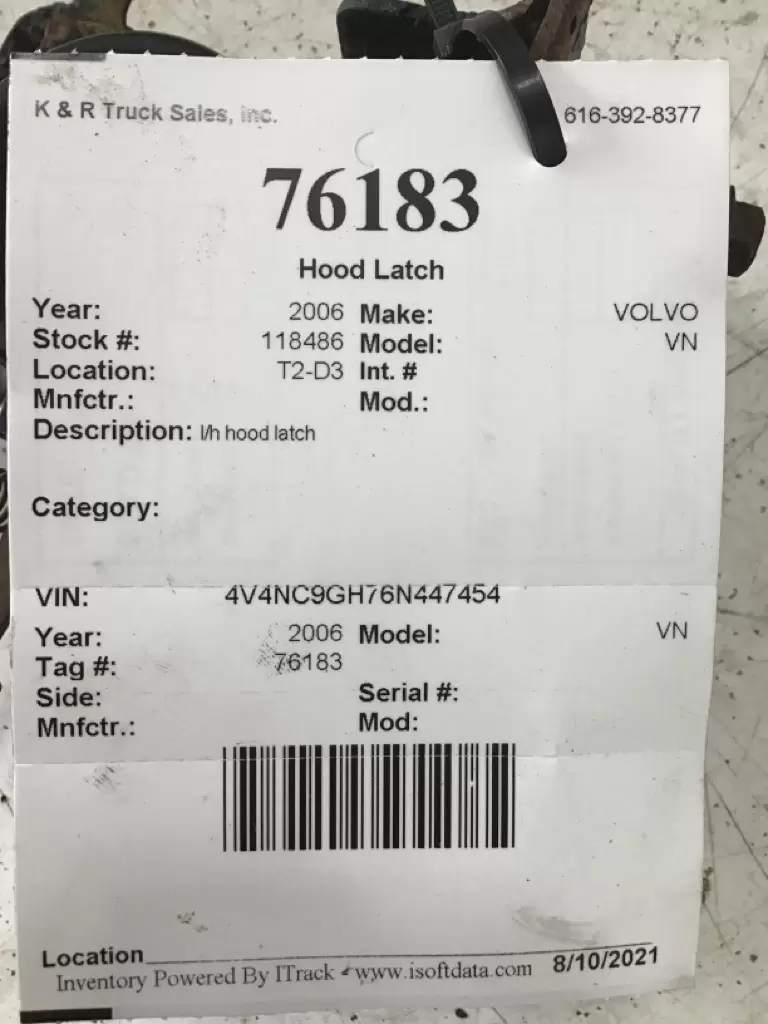 K & R Truck Sales, inc. 616-392-8377
76183
Hood Latch
Year: 2006 Make: VOLVO
Stock #: 118486 Model: VN
Location: T2-D3 Int. #
Mnfctr.: Mod.:
Description: l/h hood latch
Category:
VIN: 4V4NC9GH76N447454
Year: 2006 Model: VN
Tag #: 76183
Side: Serial #:
Mnfctr.: Mod:
Location
Inventory Powered By ITrack - www.isoftdata.com 8/10/2021